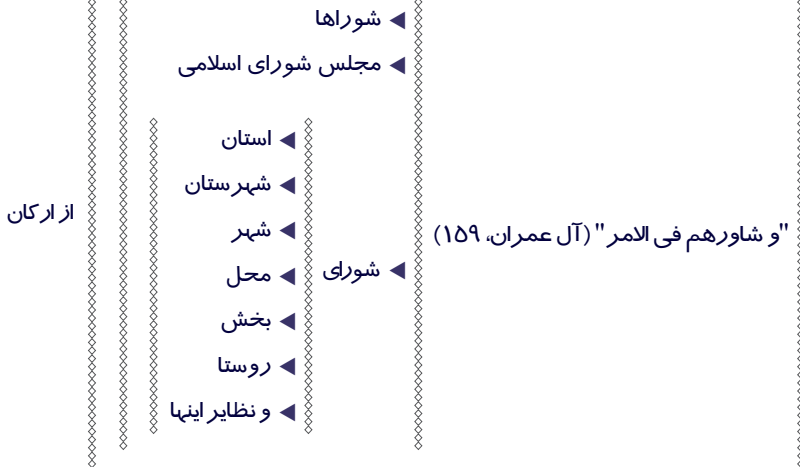 "و شاورهم فی الامر" (آل عمران، ۱۵۹)
شوراها
مجلس شورای اسلامی
شورای
استان
شهرستان
شهر
محل
بخش
روستا
و نظایر اینها
از ارکان